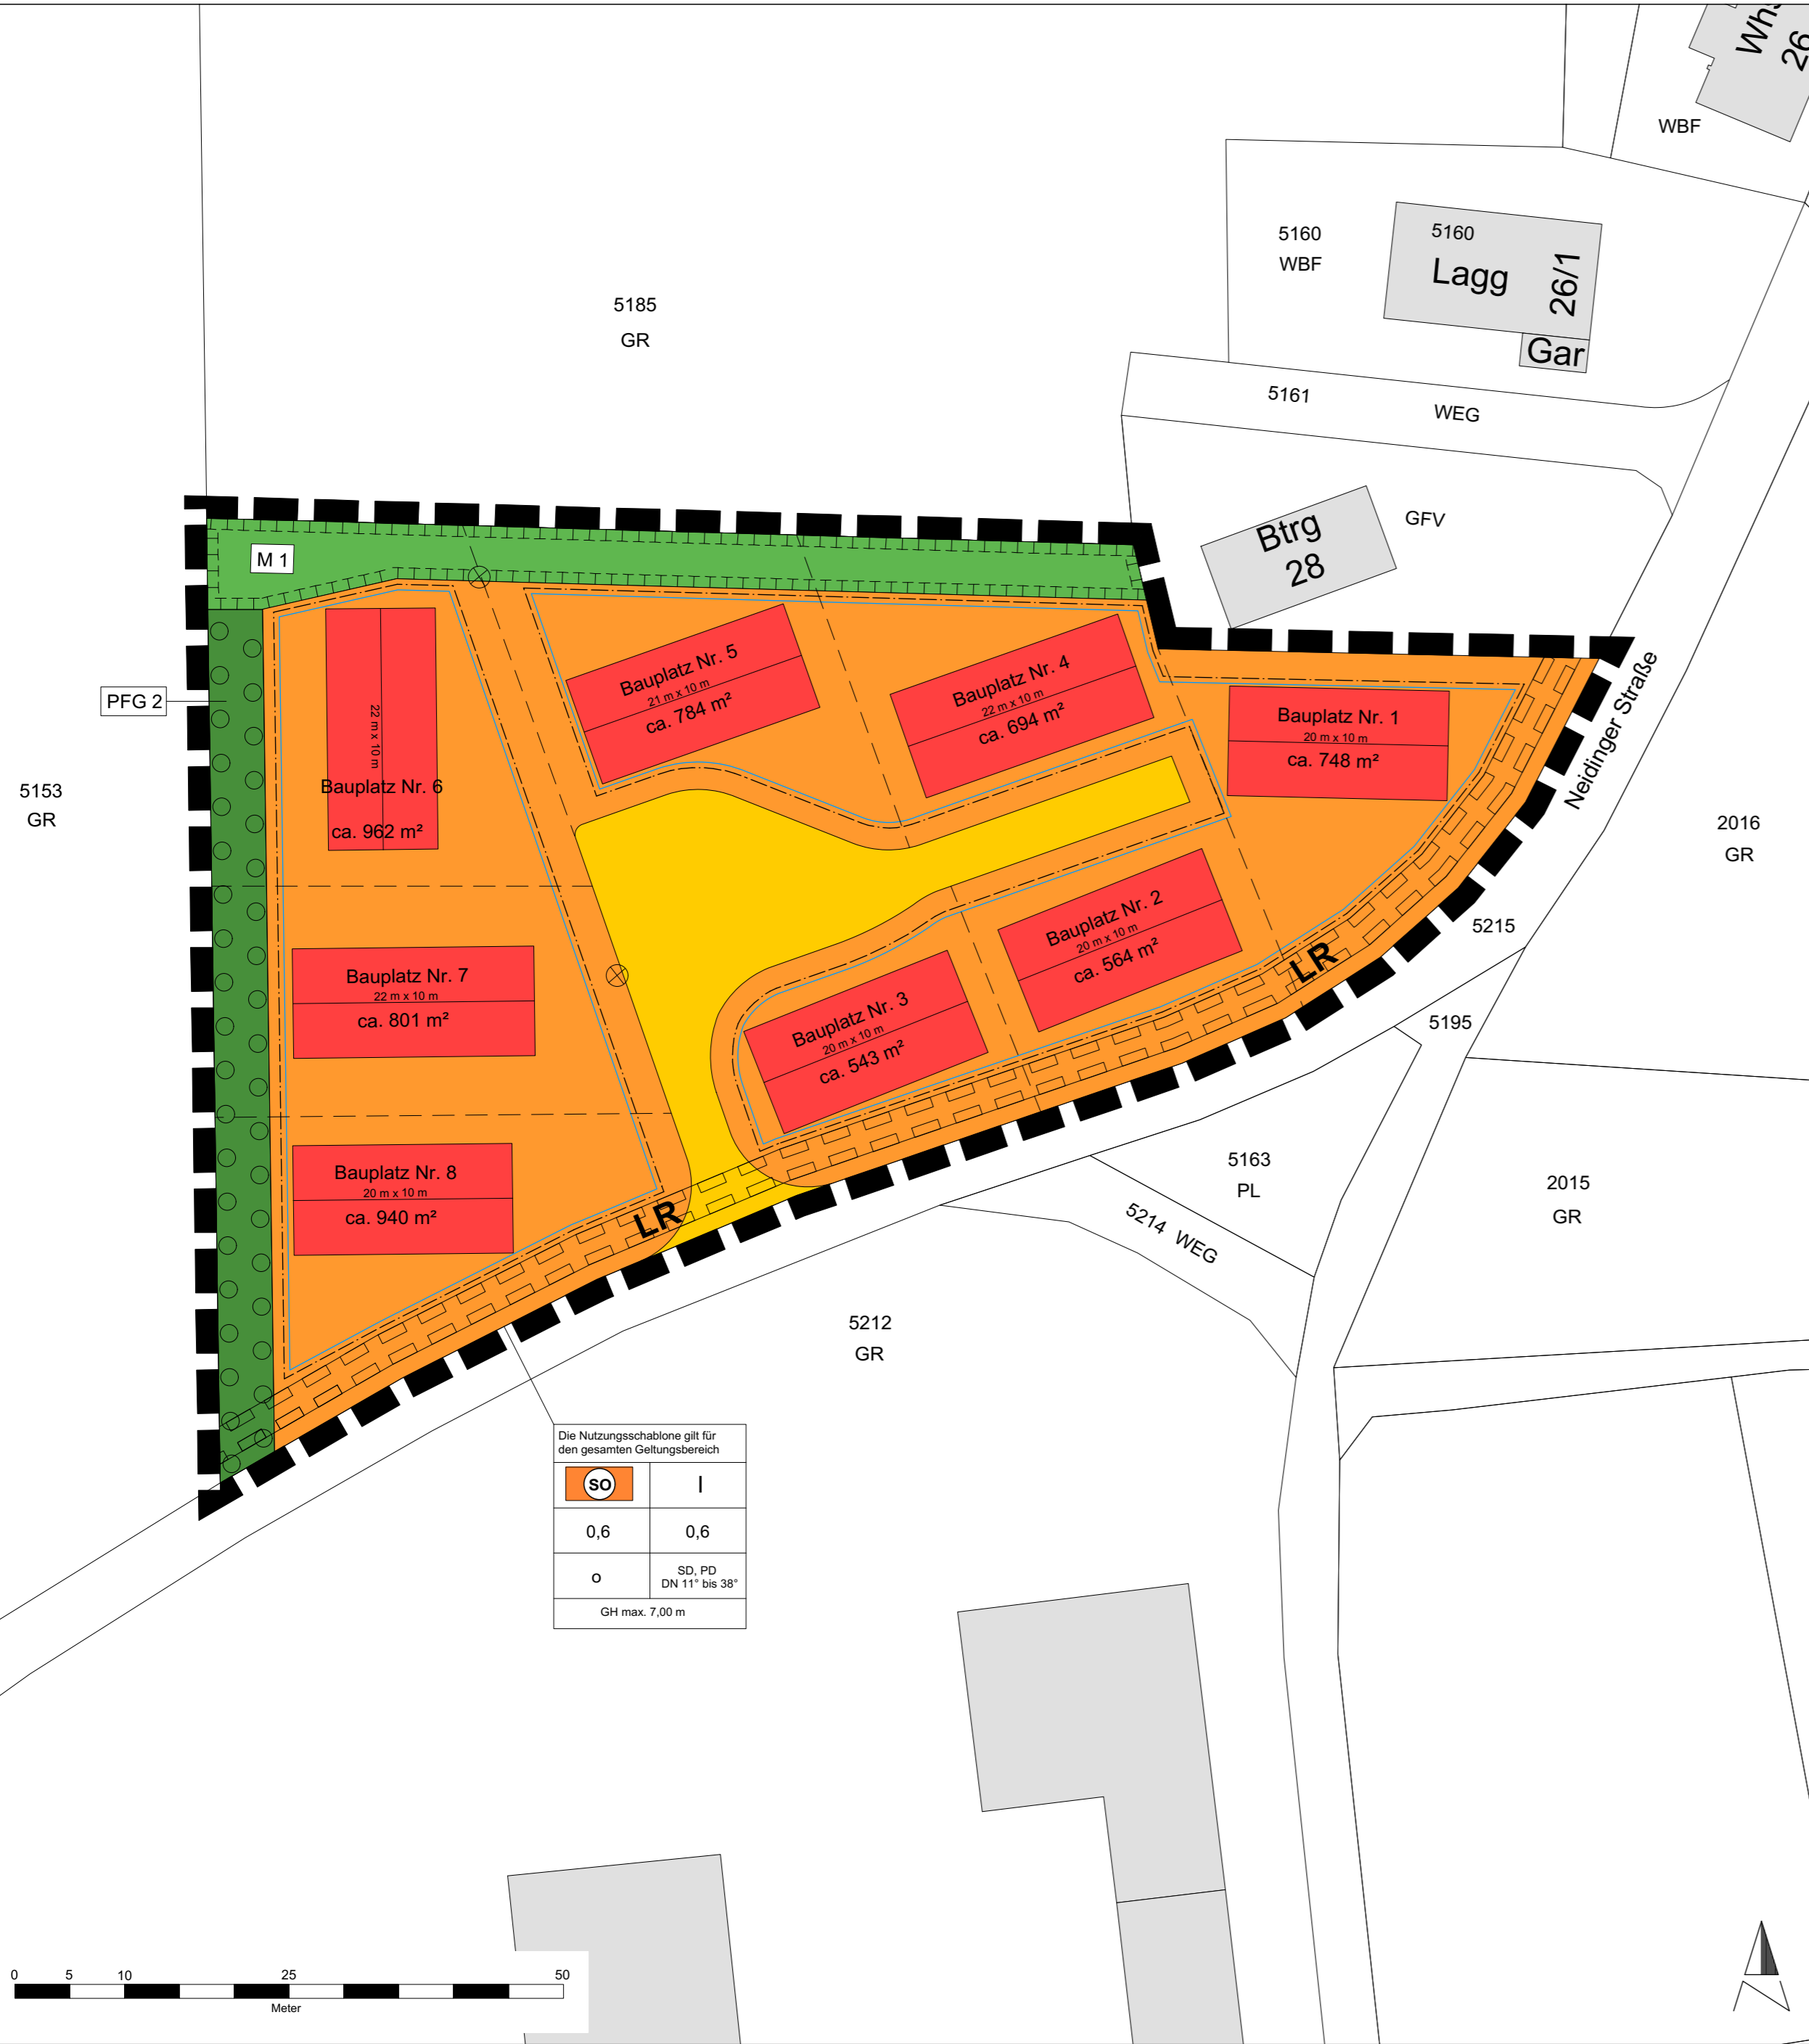 Whs
26
WBF
5160
WBF
5160
Lagg
26/1
Gar
5185
GR
5161
WEG
Btrg
28
GFV
M 1
PFG 2
5153
GR
Neidinger Straße
Bauplatz Nr. 5
21 m x 10 m
ca. 784 m²
Bauplatz Nr. 4
22 m x 10 m
ca. 694 m²
Bauplatz Nr. 1
20 m x 10 m
ca. 748 m²
22 m x 10 m
Bauplatz Nr. 6
ca. 962 m²
2016
GR
Bauplatz Nr. 2
20 m x 10 m
ca. 564 m²
5215
LR
Bauplatz Nr. 7
22 m x 10 m
ca. 801 m²
Bauplatz Nr. 3
20 m x 10 m
ca. 543 m²
5195
Bauplatz Nr. 8
20 m x 10 m
ca. 940 m²
LR
5163
PL
5214 WEG
2015
GR
5212
GR
Die Nutzungsschablone gilt für
den gesamten Geltungsbereich
SO
I
0,6
0,6
o
SD, PD
DN 11° bis 38°
GH max. 7,00 m
0 5 10 25 50
Meter